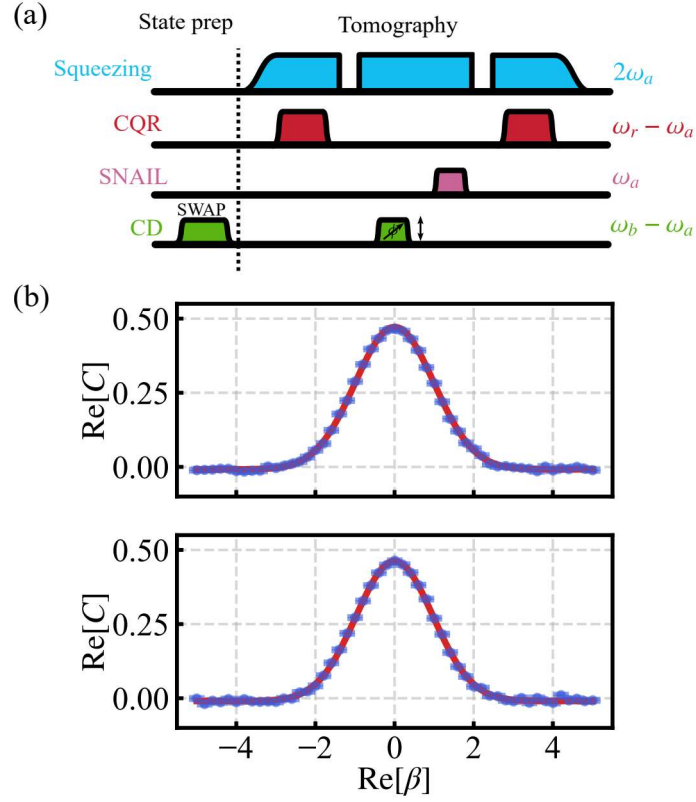 (a)
State prep Tomography
Squeezing 2ω_a
CQR ω_r − ω_a
SNAIL ω_a
SWAP
CD ϕ ω_b − ω_a
(b)
0.50
0.25
0.00
Re[C]
0.50
0.25
0.00
Re[C]
−4 −2 0 2 4
Re[β]